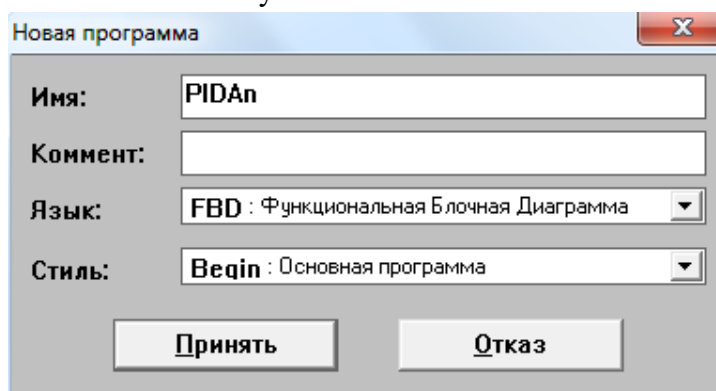 Новая программа
Имя: PIDAn
Коммент:
Язык: FBD : Функциональная Блочная Диаграмма
Стиль: Begin : Основная программа
Принять Отказ